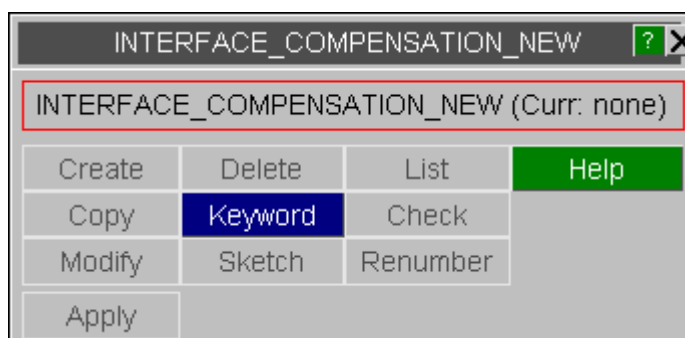 INTERFACE_COMPENSATION_NEW ? X
INTERFACE_COMPENSATION_NEW (Curr: none)
Create Delete List Help
Copy Keyword Check
Modify Sketch Renumber
Apply